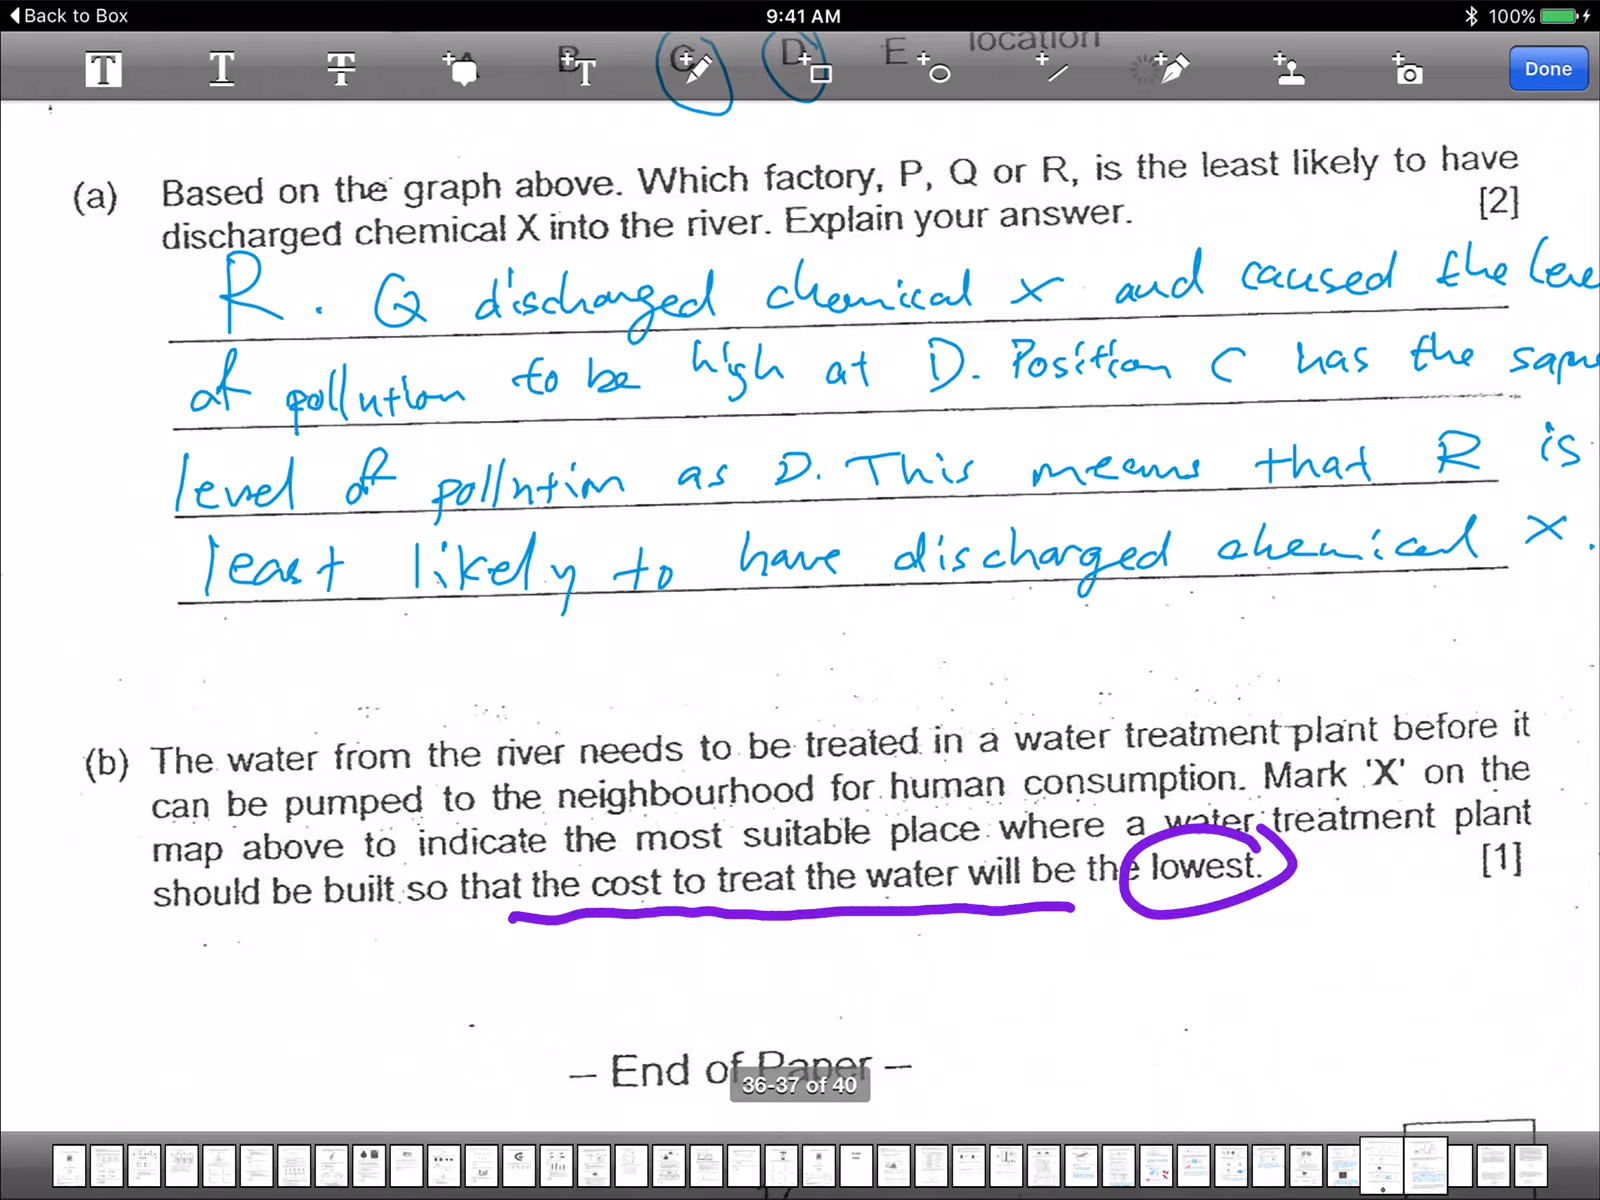 Back to Box
9:41 AM
100%
B C D E location
T T T T
Done
(a) Based on the graph above. Which factory, P, Q or R, is the least likely to have
discharged chemical X into the river. Explain your answer. [2]
R. Q discharged chemical X and caused the leve
of pollution to be high at D. Position C has the same
level of pollution as D. This means that R is
least likely to have discharged chemical X.
(b) The water from the river needs to be treated in a water treatment plant before it
can be pumped to the neighbourhood for human consumption. Mark 'X' on the
map above to indicate the most suitable place where a water treatment plant
should be built so that the cost to treat the water will be the lowest. [1]
– End of Paper –
36-37 of 40